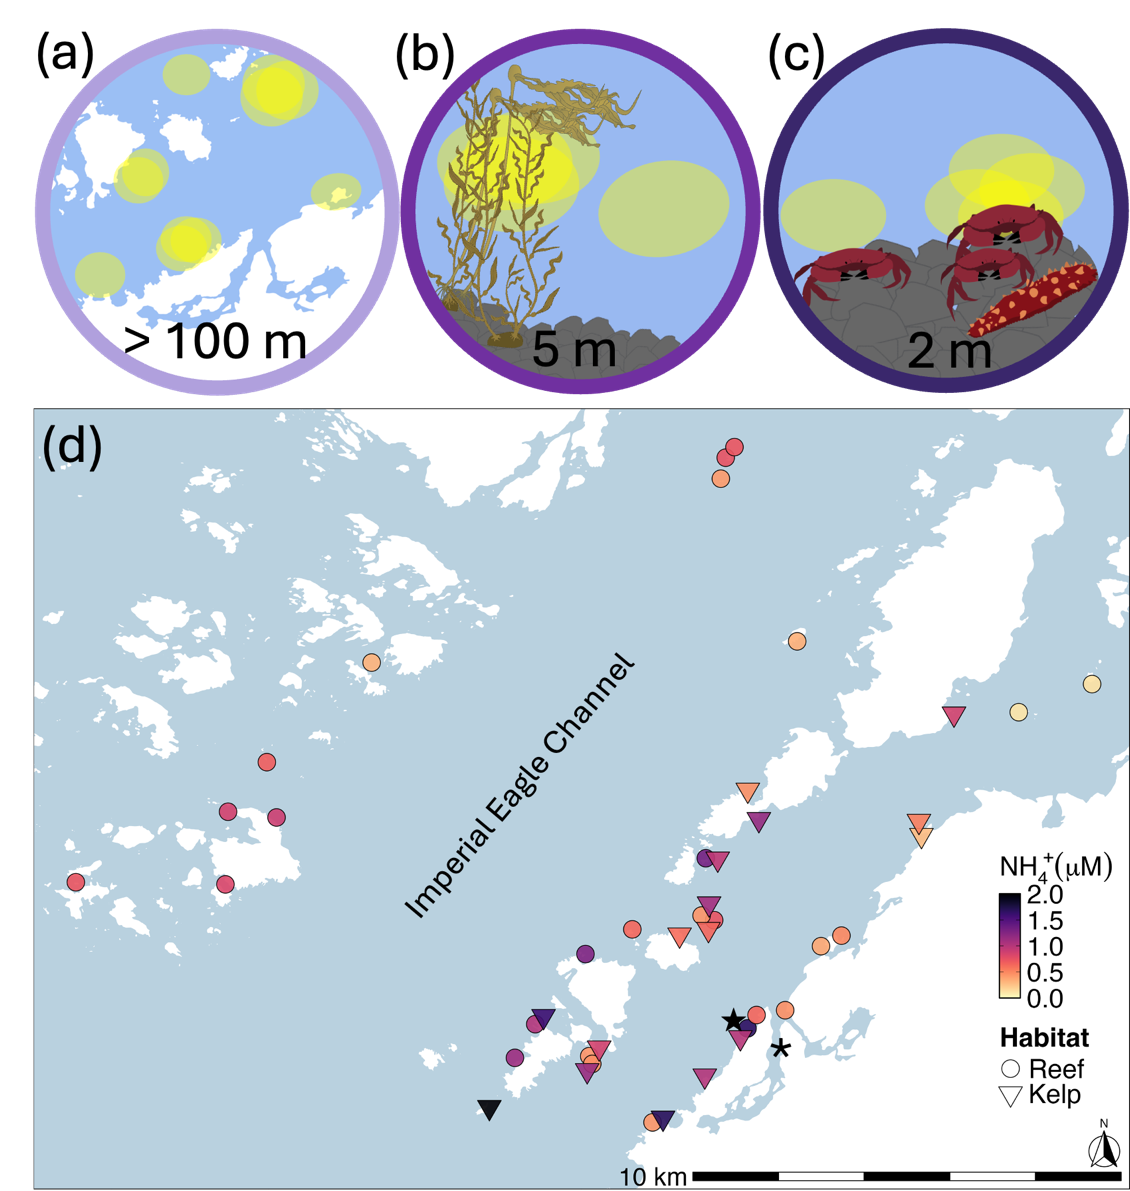 (a)
(b)
(c)
> 100 m
5 m
2 m
(d)
Imperial Eagle Channel
NH₄⁺(μM)
2.0
1.5
1.0
0.5
0.0
Habitat
Reef
Kelp
N
10 km